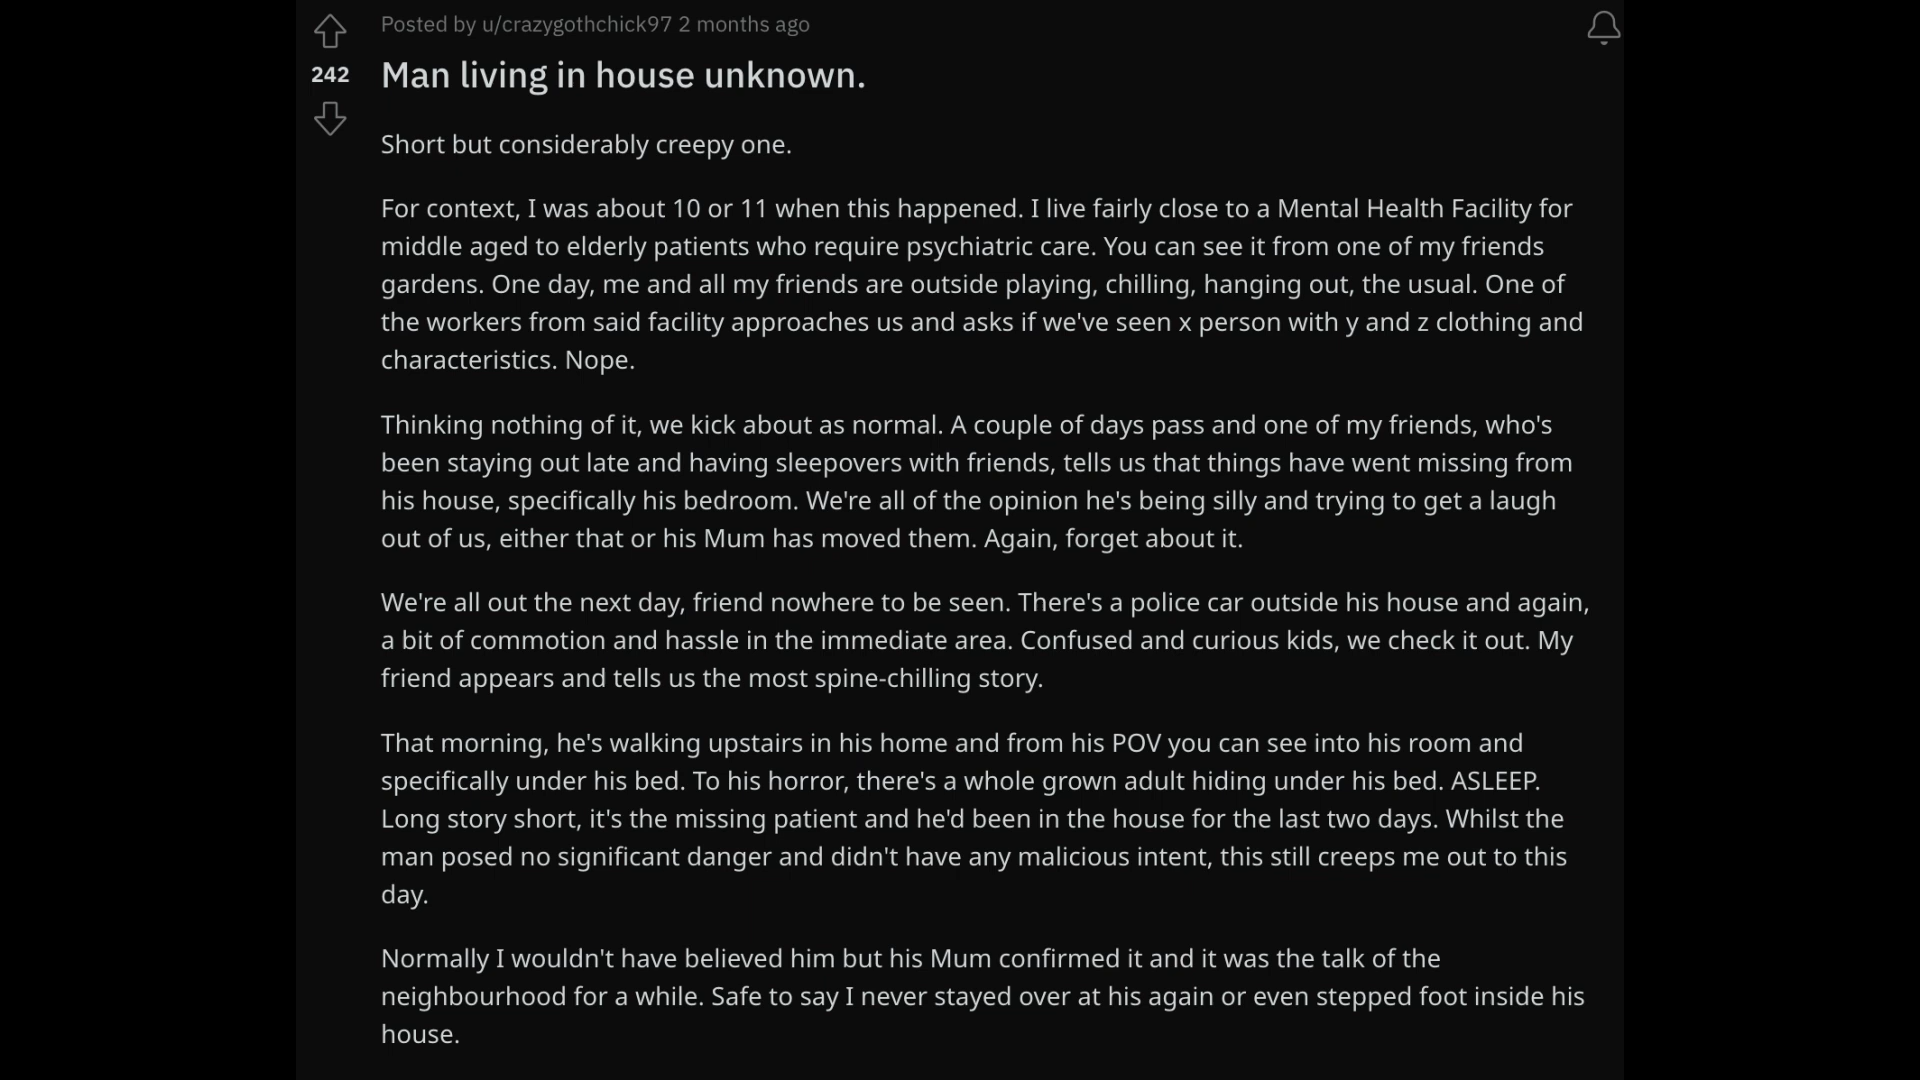 Posted by u/crazygothchick97 2 months ago
242
Man living in house unknown.
Short but considerably creepy one.
For context, I was about 10 or 11 when this happened. I live fairly close to a Mental Health Facility for
middle aged to elderly patients who require psychiatric care. You can see it from one of my friends
gardens. One day, me and all my friends are outside playing, chilling, hanging out, the usual. One of
the workers from said facility approaches us and asks if we've seen x person with y and z clothing and
characteristics. Nope.
Thinking nothing of it, we kick about as normal. A couple of days pass and one of my friends, who's
been staying out late and having sleepovers with friends, tells us that things have went missing from
his house, specifically his bedroom. We're all of the opinion he's being silly and trying to get a laugh
out of us, either that or his Mum has moved them. Again, forget about it.
We're all out the next day, friend nowhere to be seen. There's a police car outside his house and again,
a bit of commotion and hassle in the immediate area. Confused and curious kids, we check it out. My
friend appears and tells us the most spine-chilling story.
That morning, he's walking upstairs in his home and from his POV you can see into his room and
specifically under his bed. To his horror, there's a whole grown adult hiding under his bed. ASLEEP.
Long story short, it's the missing patient and he'd been in the house for the last two days. Whilst the
man posed no significant danger and didn't have any malicious intent, this still creeps me out to this
day.
Normally I wouldn't have believed him but his Mum confirmed it and it was the talk of the
neighbourhood for a while. Safe to say I never stayed over at his again or even stepped foot inside his
house.